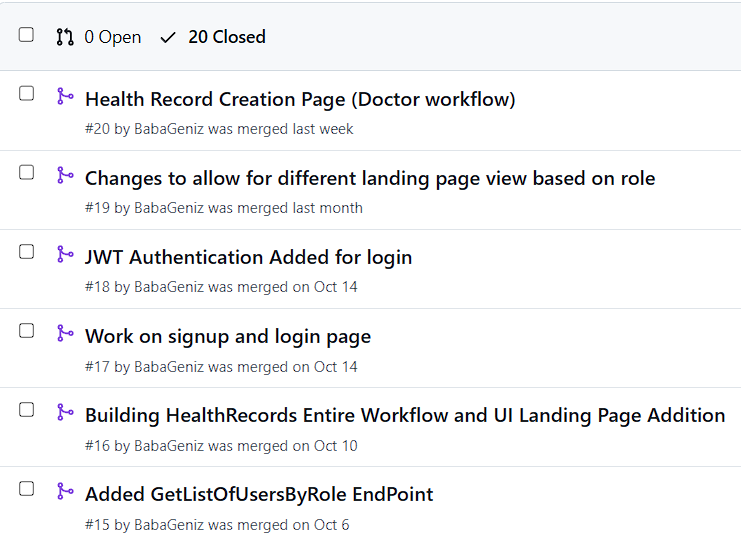 0 Open 20 Closed
Health Record Creation Page (Doctor workflow)
#20 by BabaGeniz was merged last week
Changes to allow for different landing page view based on role
#19 by BabaGeniz was merged last month
JWT Authentication Added for login
#18 by BabaGeniz was merged on Oct 14
Work on signup and login page
#17 by BabaGeniz was merged on Oct 14
Building HealthRecords Entire Workflow and UI Landing Page Addition
#16 by BabaGeniz was merged on Oct 10
Added GetListOfUsersByRole EndPoint
#15 by BabaGeniz was merged on Oct 6